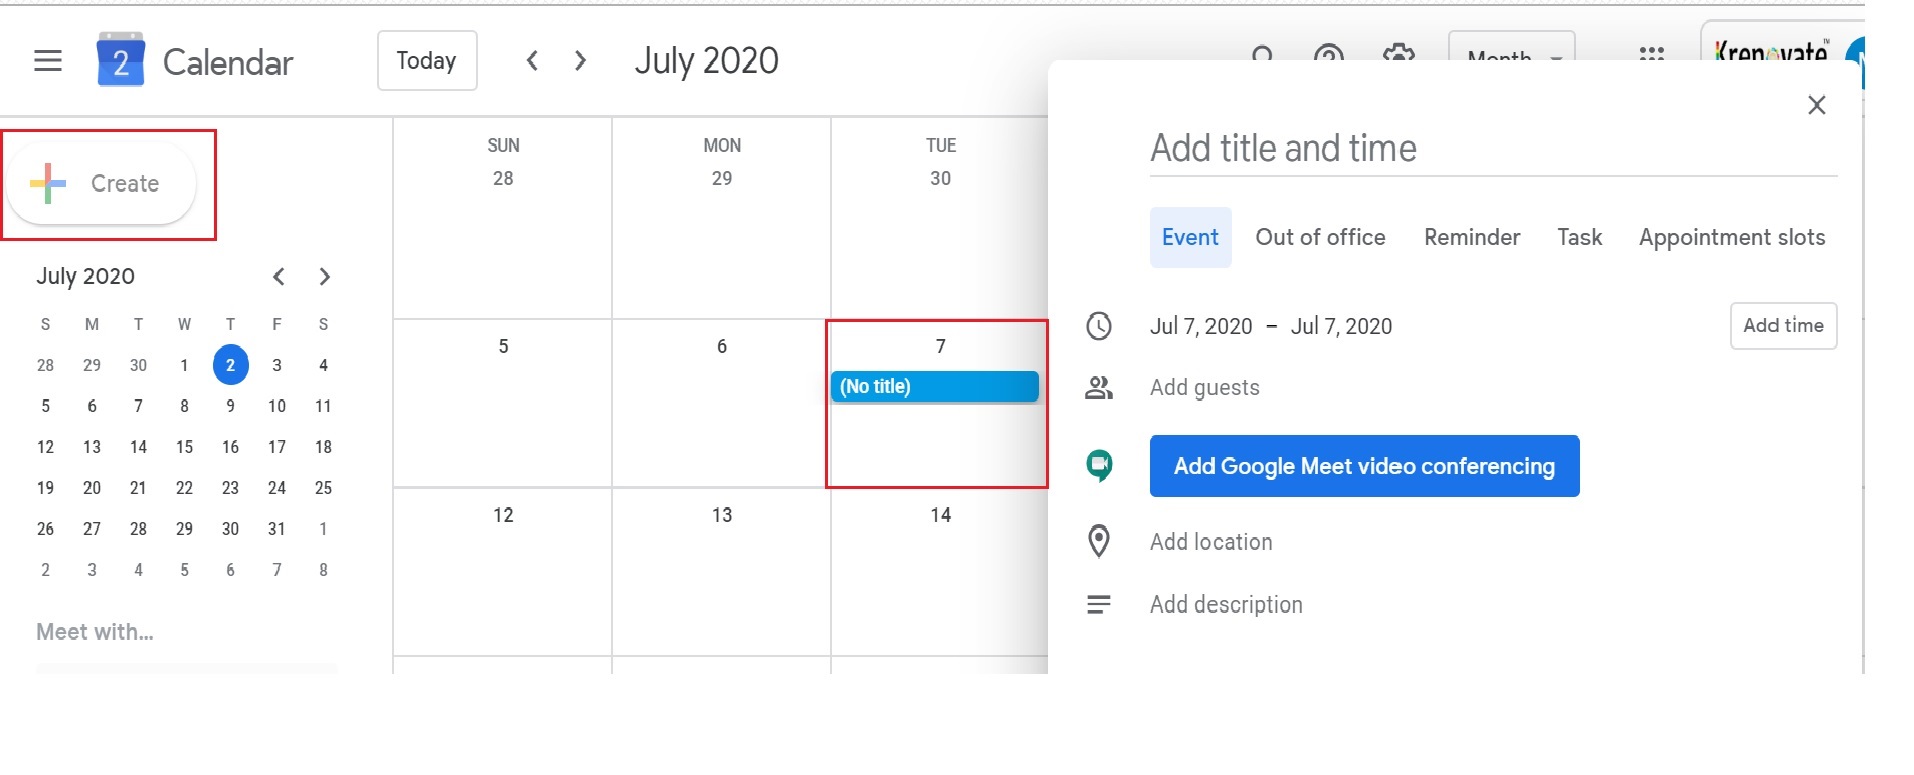 2 Calendar Today July 2020 Month Krenovate™
Create
July 2020
S M T W T F S
28 29 30 1 2 3 4
5 6 7 8 9 10 11
12 13 14 15 16 17 18
19 20 21 22 23 24 25
26 27 28 29 30 31 1
2 3 4 5 6 7 8
Meet with...
SUN MON TUE
28 29 30
5 6 7
(No title)
12 13 14
Add title and time
Event Out of office Reminder Task Appointment slots
Jul 7, 2020 – Jul 7, 2020 Add time
Add guests
Add Google Meet video conferencing
Add location
Add description